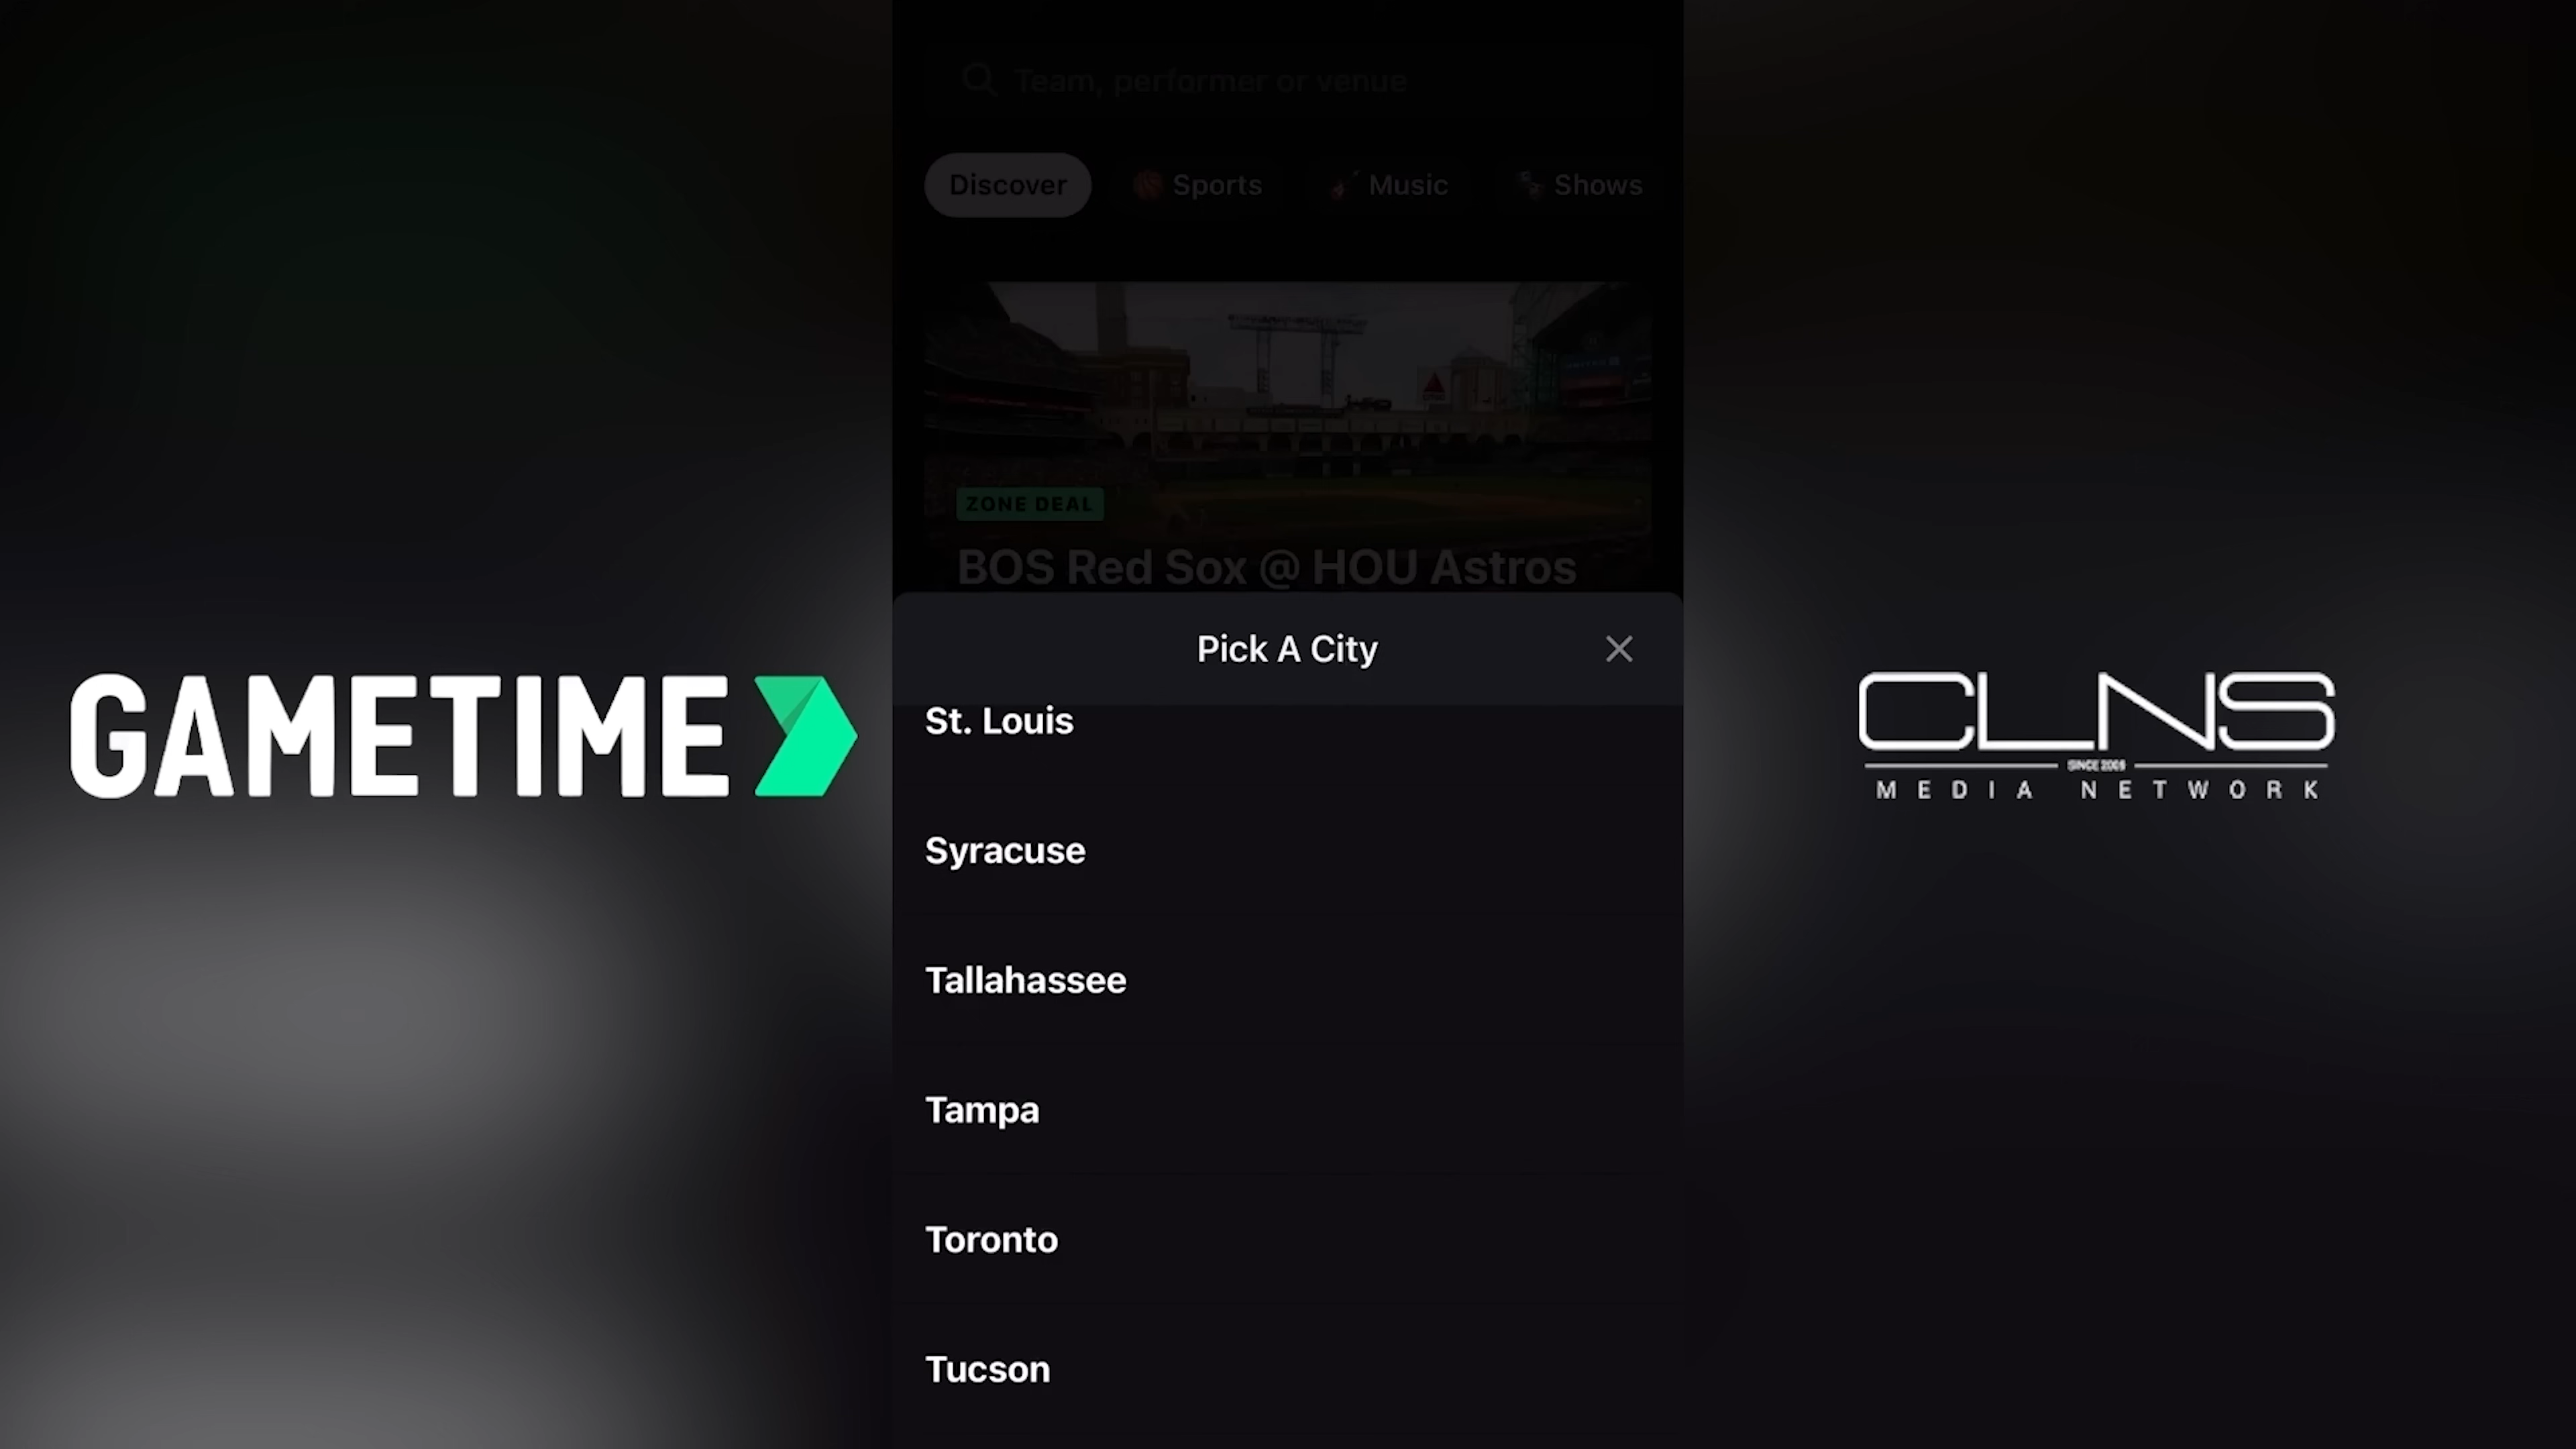 Team, performer or venue
Discover
Sports
Music
Shows
ZONE DEAL
BOS Red Sox @ HOU Astros
Pick A City
St. Louis
Syracuse
Tallahassee
Tampa
Toronto
Tucson
GAMETIME
CLNS
SINCE 2009
MEDIA NETWORK